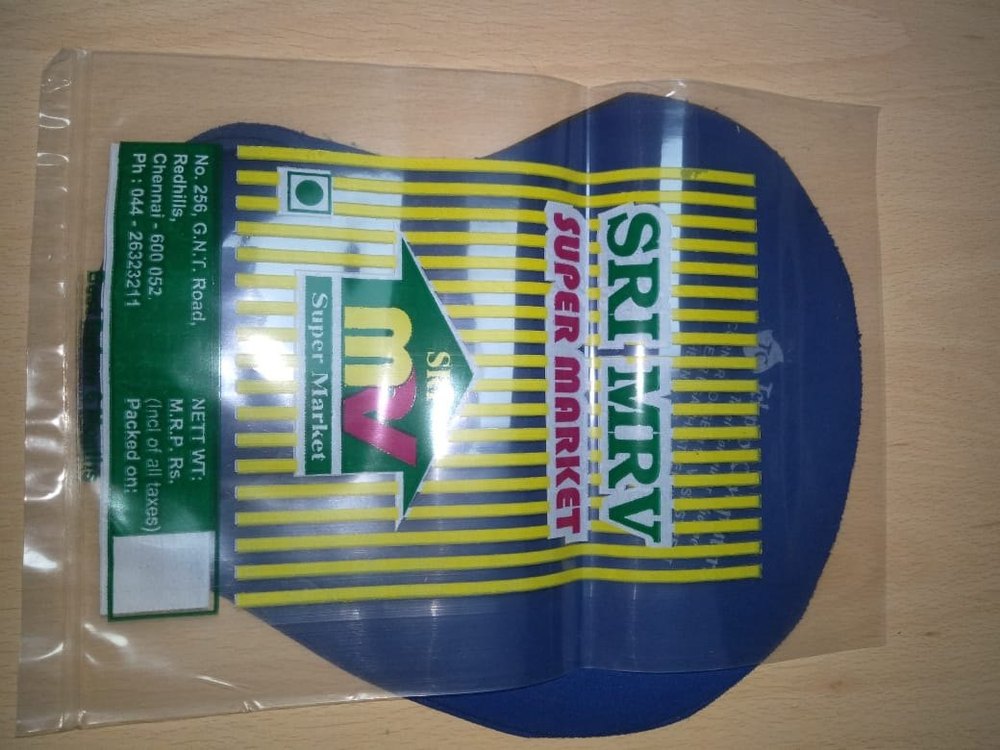 SRI MRV
SUPER MARKET
SRI
mrv
Super Market
No. 256, G.N.T. Road,
Redhills,
Chennai - 600 052.
Ph : 044 - 26323211
NETT WT:
M.R.P. Rs.
(Incl of all taxes)
Packed on: